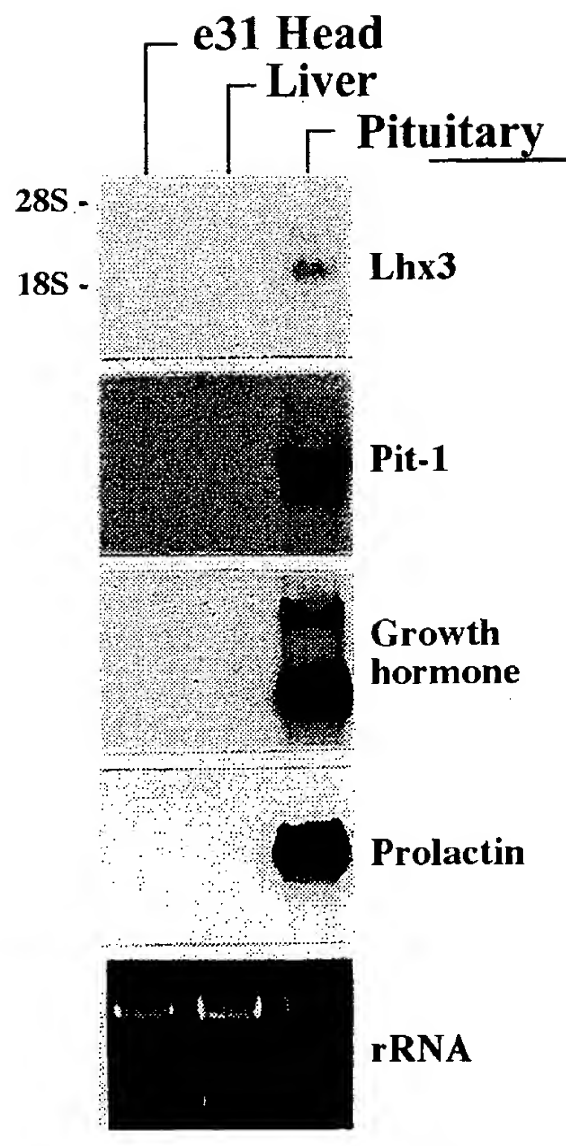 e31 Head
Liver
Pituitary
28S -
18S -
Lhx3
Pit-1
Growth
hormone
Prolactin
rRNA